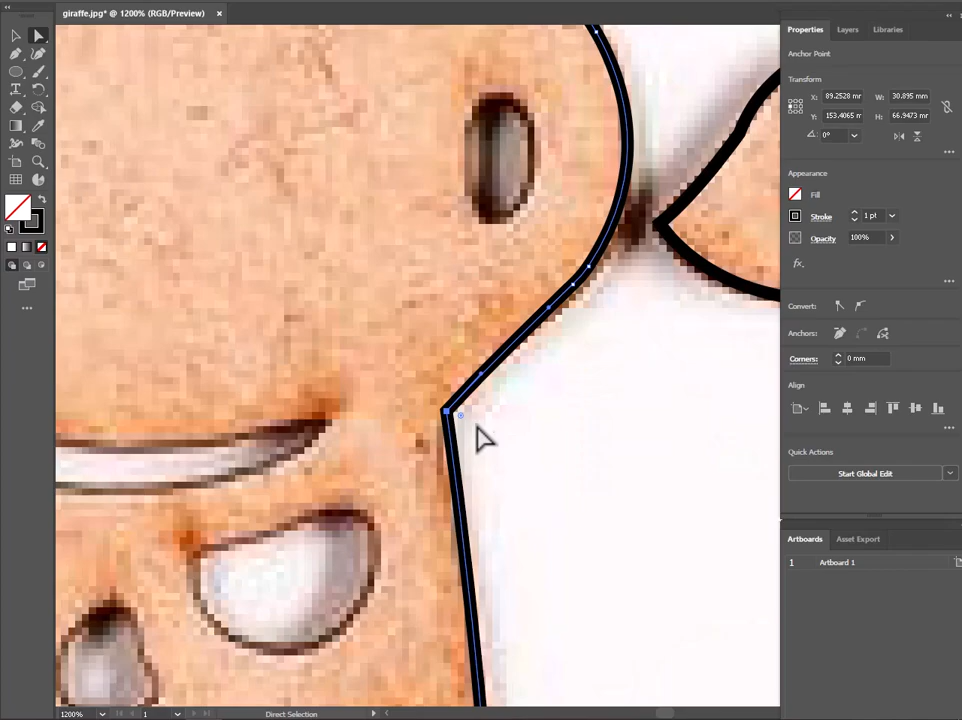 giraffe.jpg* @ 1200% (RGB/Preview) ×
Properties Layers Libraries
Anchor Point
Transform
X: 89.2528 mr W: 30.895 mm
Y: 153.4065 m H: 66.9473 mm
0°
Appearance
Fill
Stroke 1 pt
Opacity 100%
fx.
Convert:
Anchors:
Corners: 0 mm
Align
Quick Actions
Start Global Edit
Artboards Asset Export
1 Artboard 1
1200% 1 Direct Selection